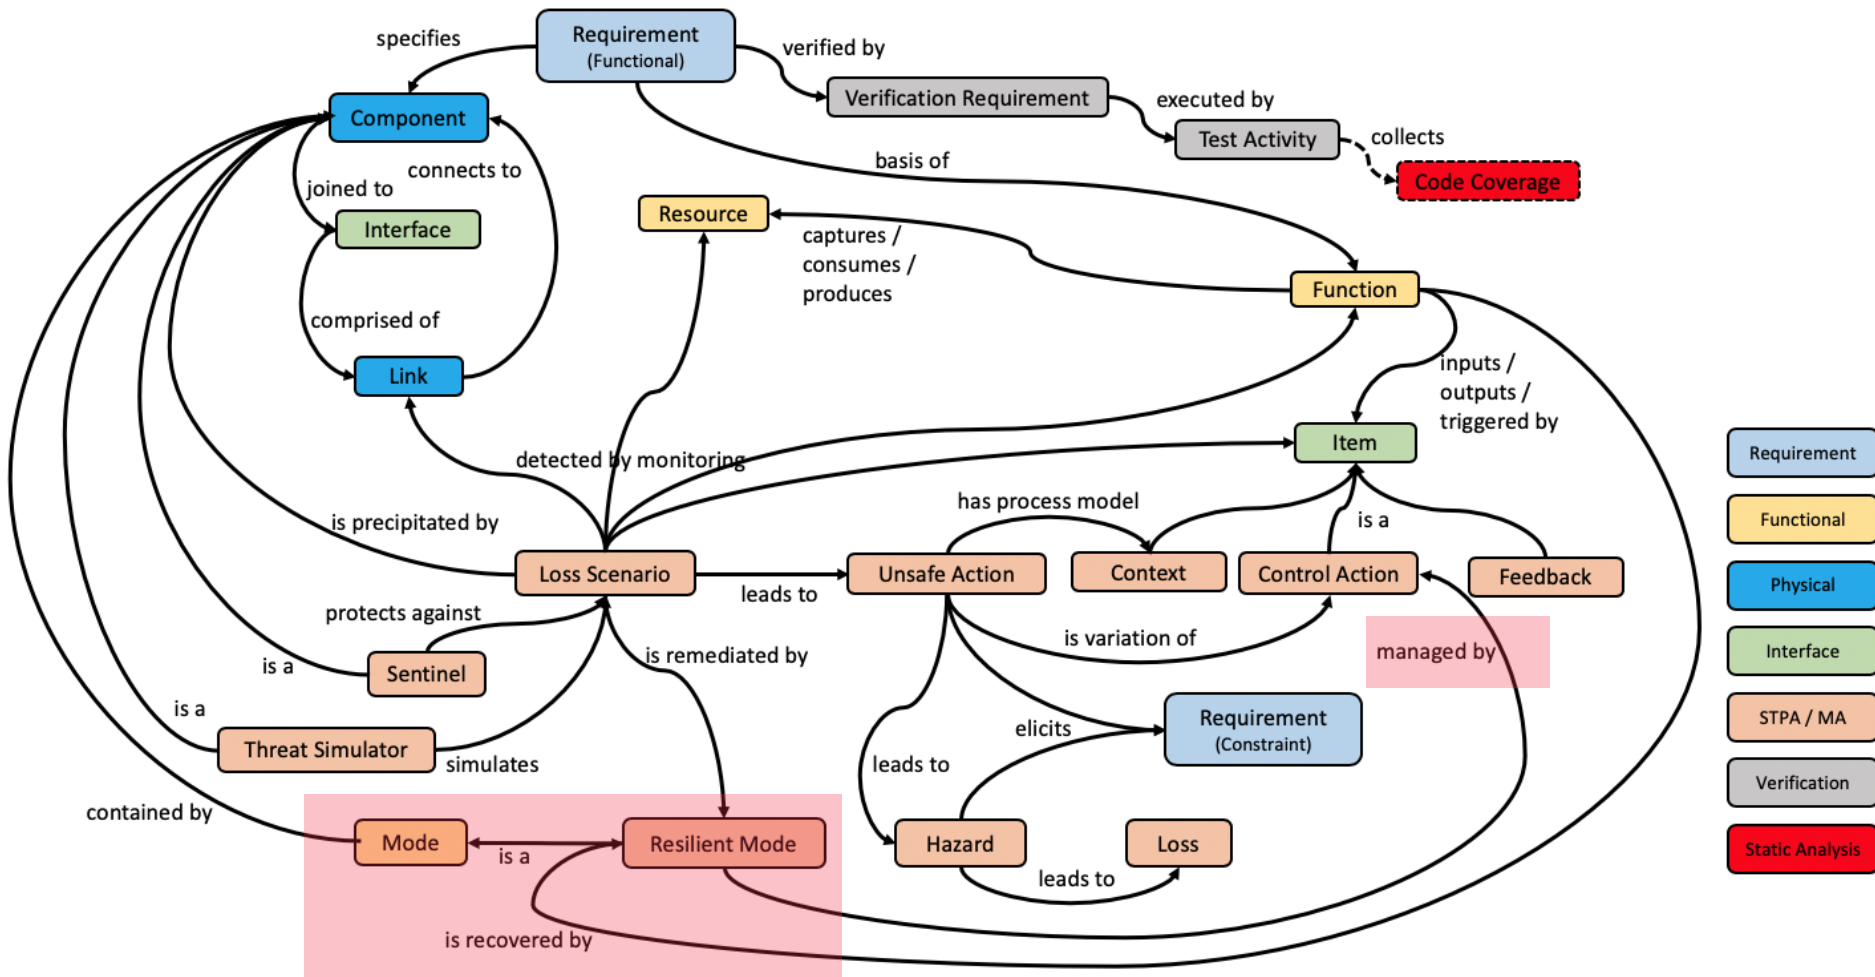 Requirement
(Functional)
specifies
verified by
Verification Requirement
executed by
Test Activity
collects
Code Coverage
Component
connects to
joined to
Interface
basis of
Resource
captures /
consumes /
produces
Function
comprised of
Link
inputs /
outputs /
triggered by
Item
detected by monitoring
has process model
is a
is precipitated by
Loss Scenario
leads to
Unsafe Action
Context
Control Action
Feedback
protects against
is a
Sentinel
is remediated by
is variation of
managed by
is a
Threat Simulator
simulates
elicits
Requirement
(Constraint)
leads to
contained by
Mode
is a
Resilient Mode
Hazard
Loss
leads to
is recovered by
Requirement
Functional
Physical
Interface
STPA / MA
Verification
Static Analysis